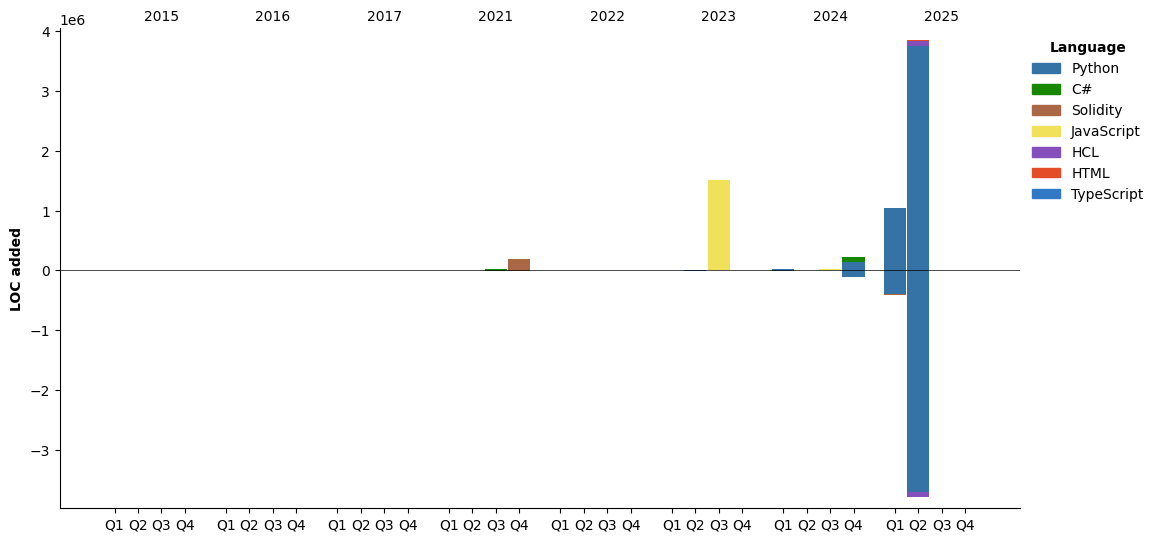 2015 2016 2017 2021 2022 2023 2024 2025
1e6
4
3
2
1
0
−1
−2
−3
LOC added
Q1 Q2 Q3 Q4 Q1 Q2 Q3 Q4 Q1 Q2 Q3 Q4 Q1 Q2 Q3 Q4 Q1 Q2 Q3 Q4 Q1 Q2 Q3 Q4 Q1 Q2 Q3 Q4 Q1 Q2 Q3 Q4
Language
Python
C#
Solidity
JavaScript
HCL
HTML
TypeScript